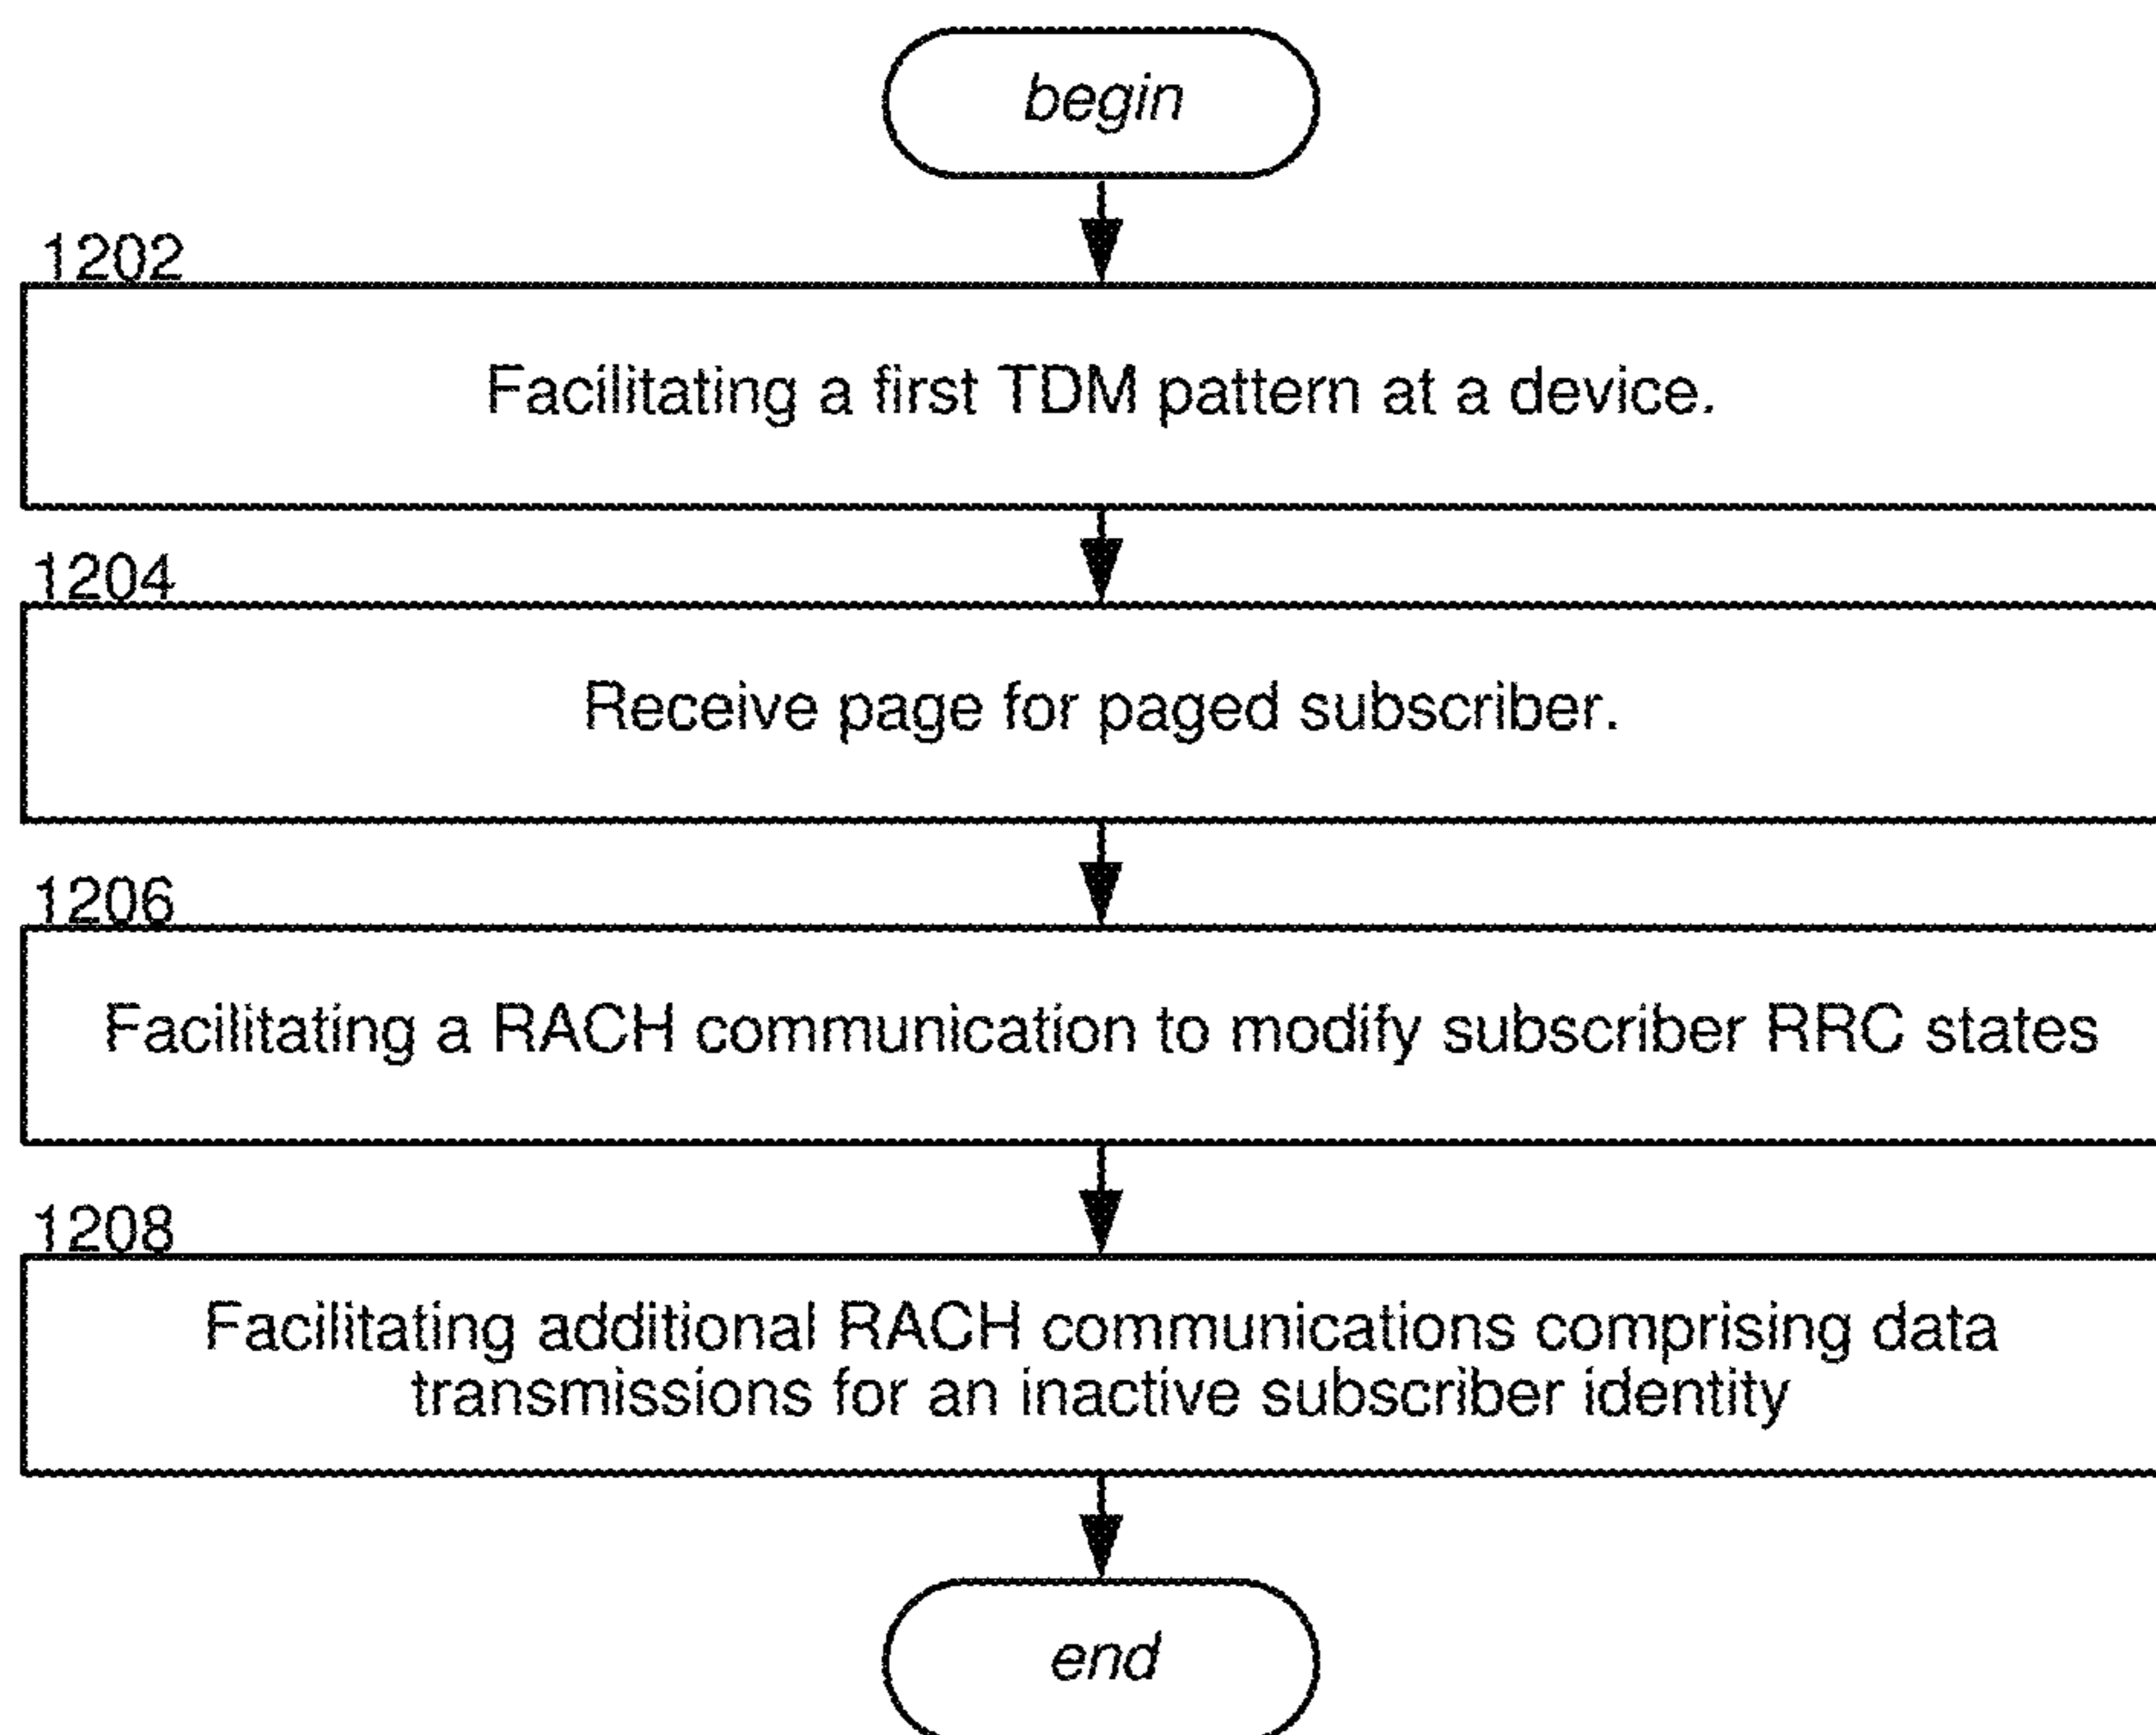 begin
1202
Facilitating a first TDM pattern at a device.
1204
Receive page for paged subscriber.
1206
Facilitating a RACH communication to modify subscriber RRC states
1208
Facilitating additional RACH communications comprising data
transmissions for an inactive subscriber identity
end